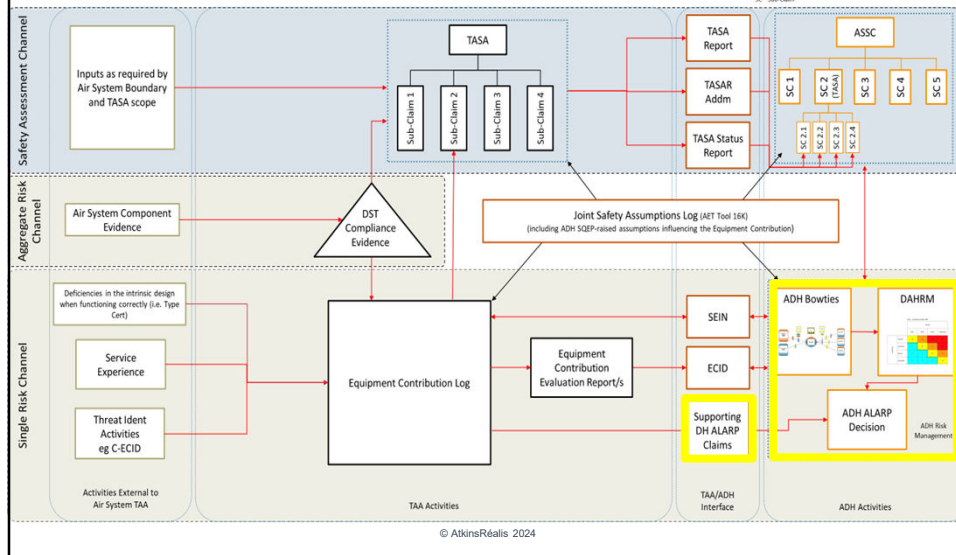 Safety Assessment Channel
Inputs as required by
Air System Boundary
and TASA scope
TASA
Sub-Claim 1
Sub-Claim 2
Sub-Claim 3
Sub-Claim 4
TASA
Report
TASAR
Addm
TASA Status
Report
ASSC
SC 1
SC 2
(TASA)
SC 3
SC 4
SC 5
SC 2.1
SC 2.2
SC 2.3
SC 2.4
Aggregate Risk
Channel
Air System Component
Evidence
DST
Compliance
Evidence
Joint Safety Assumptions Log (AET Tool 16K)
(including ADH SQEP-raised assumptions influencing the Equipment Contribution)
Single Risk Channel
Deficiencies in the intrinsic design
when functioning correctly (i.e. Type
Cert)
Service
Experience
Threat Ident
Activities
eg C-ECID
Equipment Contribution Log
Equipment
Contribution
Evaluation Report/s
SEIN
ECID
Supporting
DH ALARP
Claims
ADH Bowties
DAHRM
ADH ALARP
Decision
ADH Risk
Management
Activities External to
Air System TAA
TAA Activities
TAA/ADH
Interface
ADH Activities
© AtkinsRéalis 2024